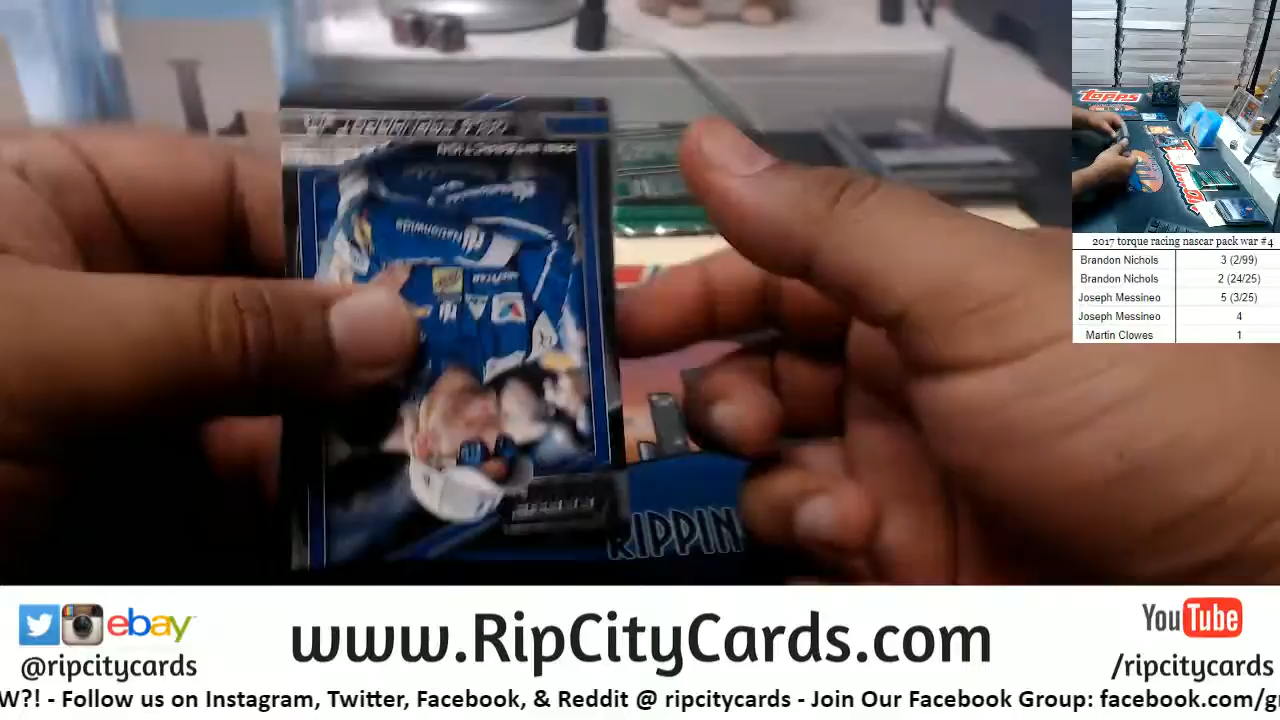 Nationwide
RIPPIN
TOPPS
2017 torque racing nascar pack war #4
Brandon Nichols 3 (2/99)
Brandon Nichols 2 (24/25)
Joseph Messineo 5 (3/25)
Joseph Messineo 4
Martin Clowes 1
ebay
@ripcitycards
www.RipCityCards.com
YouTube
/ripcitycards
W?! - Follow us on Instagram, Twitter, Facebook, & Reddit @ ripcitycards - Join Our Facebook Group: facebook.com/g